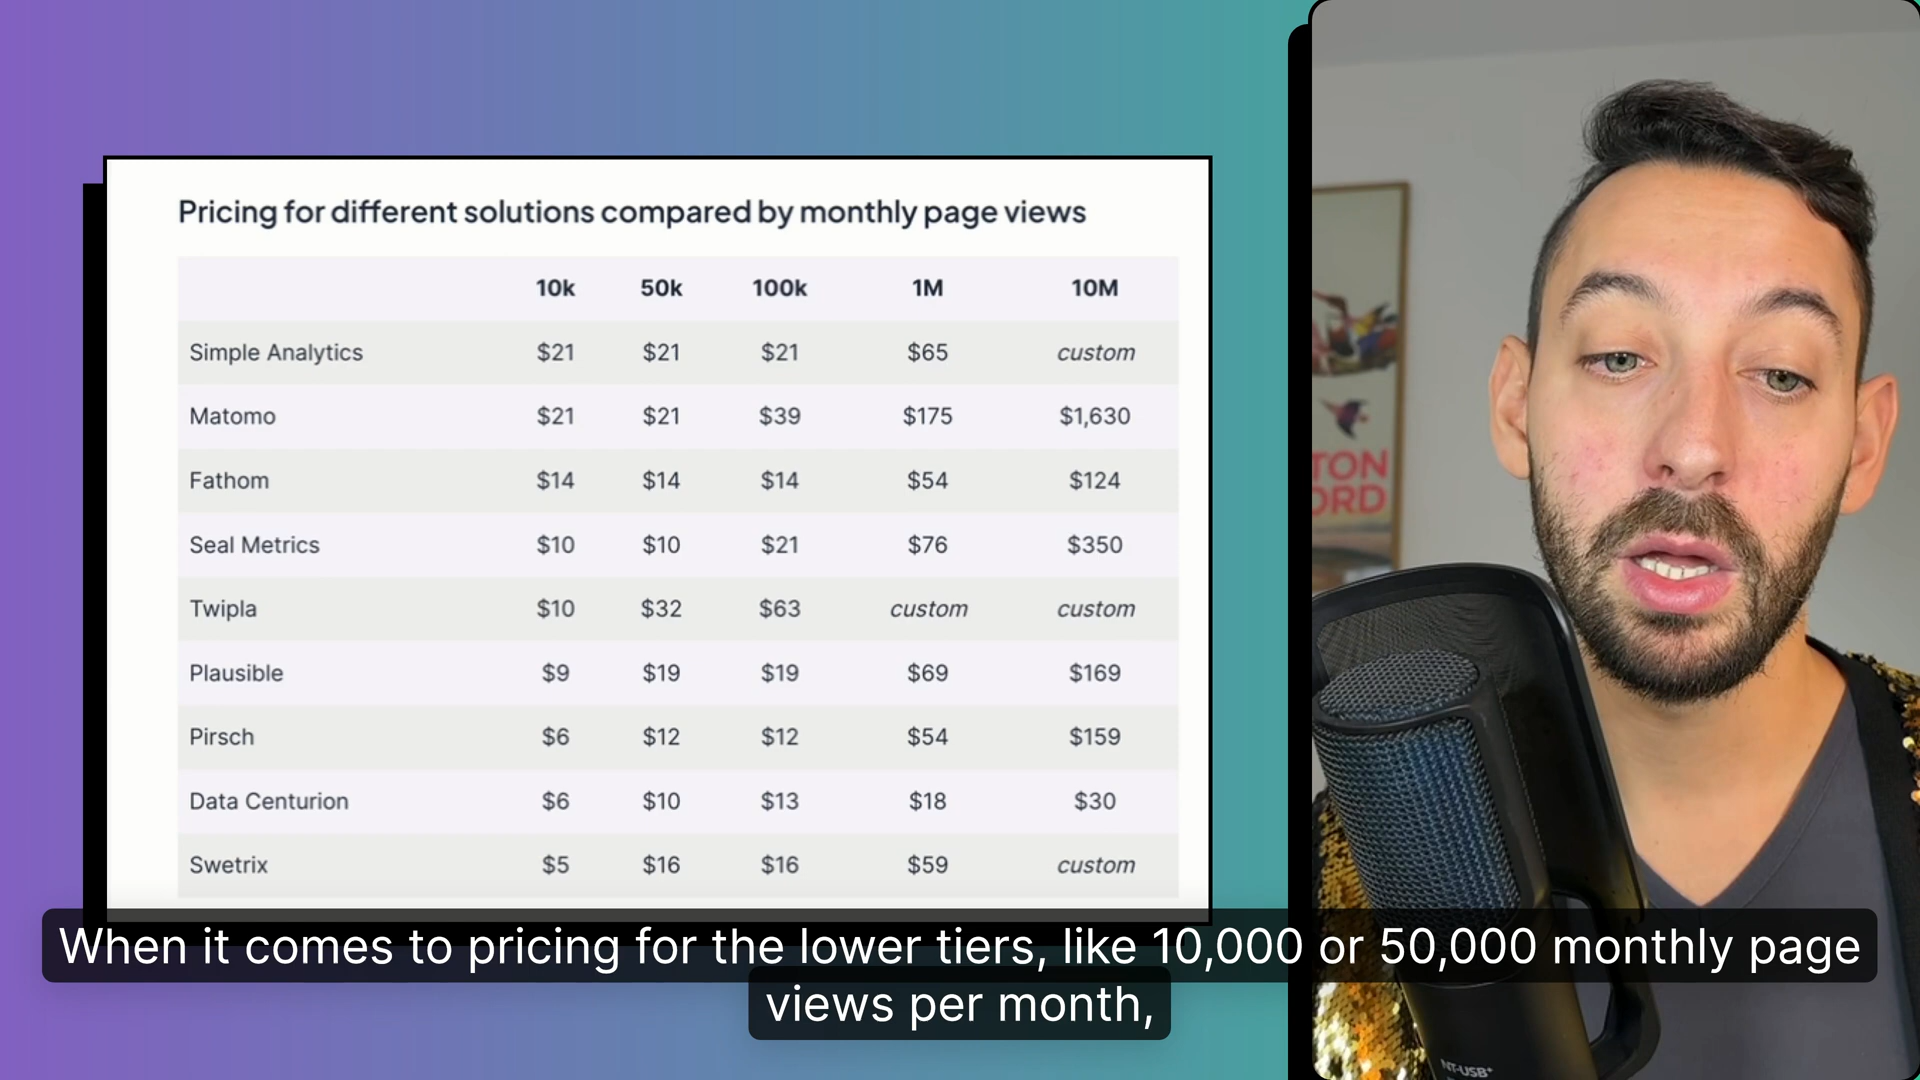 Pricing for different solutions compared by monthly page views
10k 50k 100k 1M 10M
Simple Analytics $21 $21 $21 $65 custom
Matomo $21 $21 $39 $175 $1,630
Fathom $14 $14 $14 $54 $124
Seal Metrics $10 $10 $21 $76 $350
Twipla $10 $32 $63 custom custom
Plausible $9 $19 $19 $69 $169
Pirsch $6 $12 $12 $54 $159
Data Centurion $6 $10 $13 $18 $30
Swetrix $5 $16 $16 $59 custom
TON
ORD
When it comes to pricing for the lower tiers, like 10,000 or 50,000 monthly page
views per month,
NT-USB+